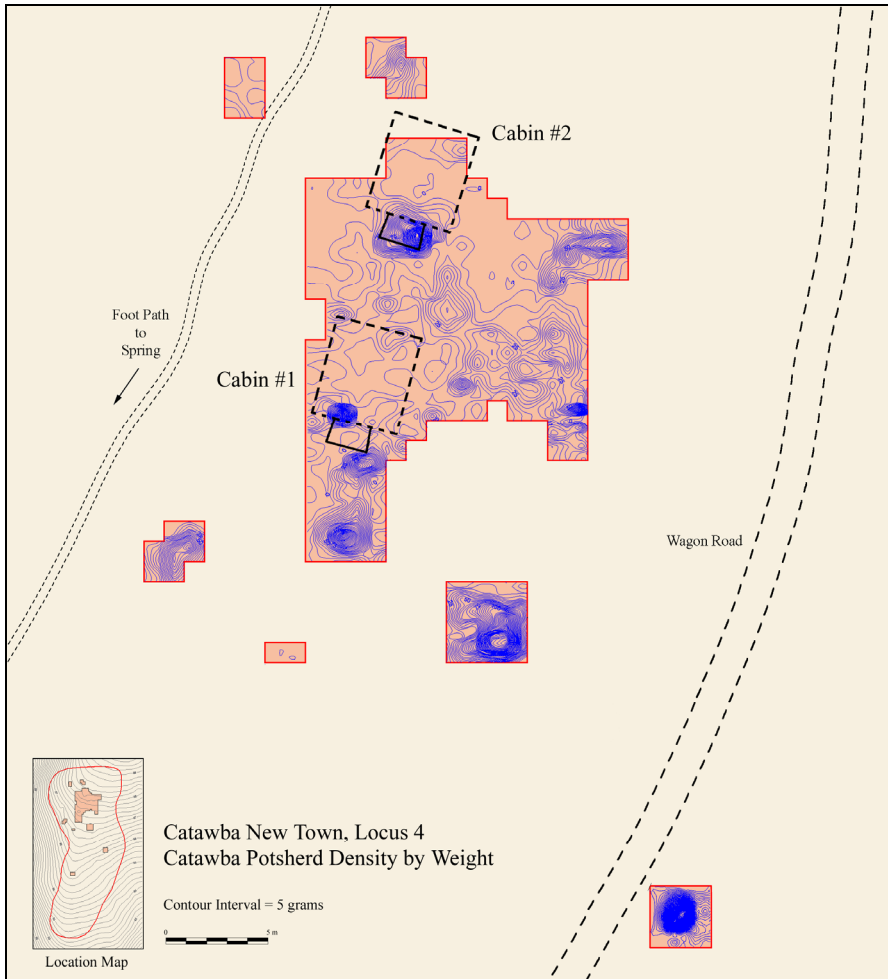 Cabin #2
Foot Path
to
Spring
Cabin #1
Wagon Road
Catawba New Town, Locus 4
Catawba Potsherd Density by Weight
Contour Interval = 5 grams
0 5 m
Location Map